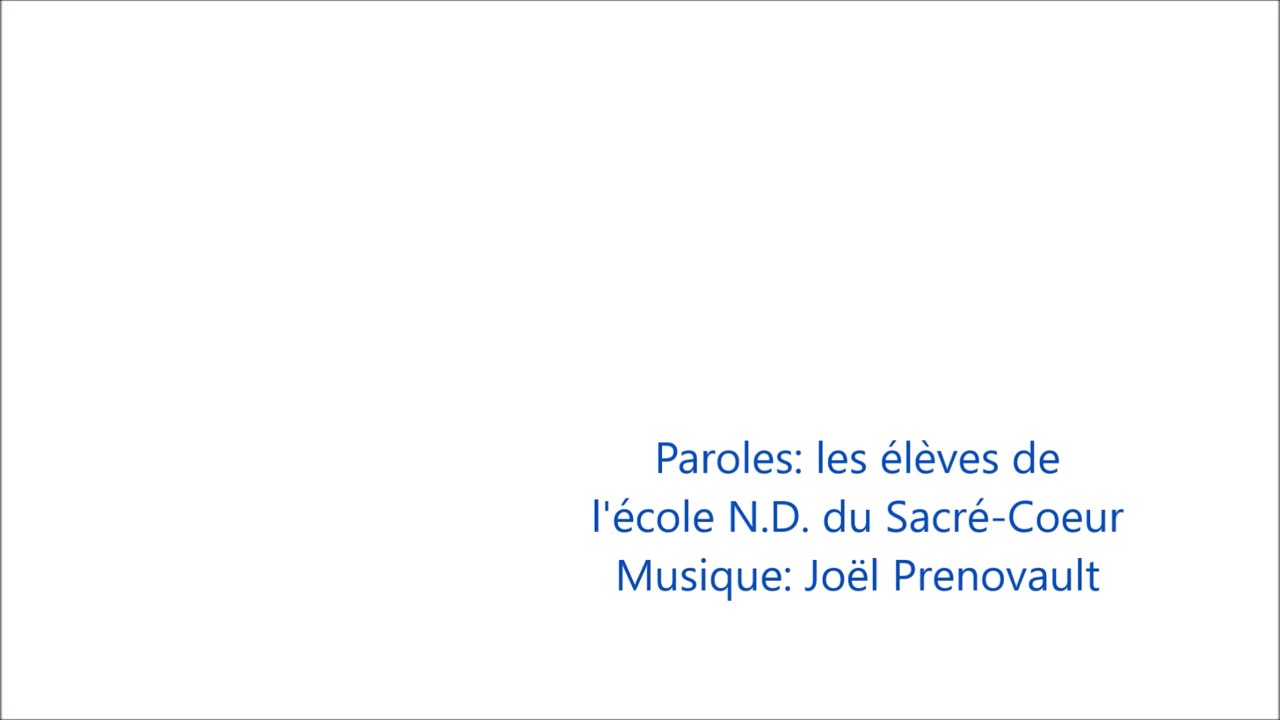 Paroles: les élèves de
l'école N.D. du Sacré-Coeur
Musique: Joël Prenovault